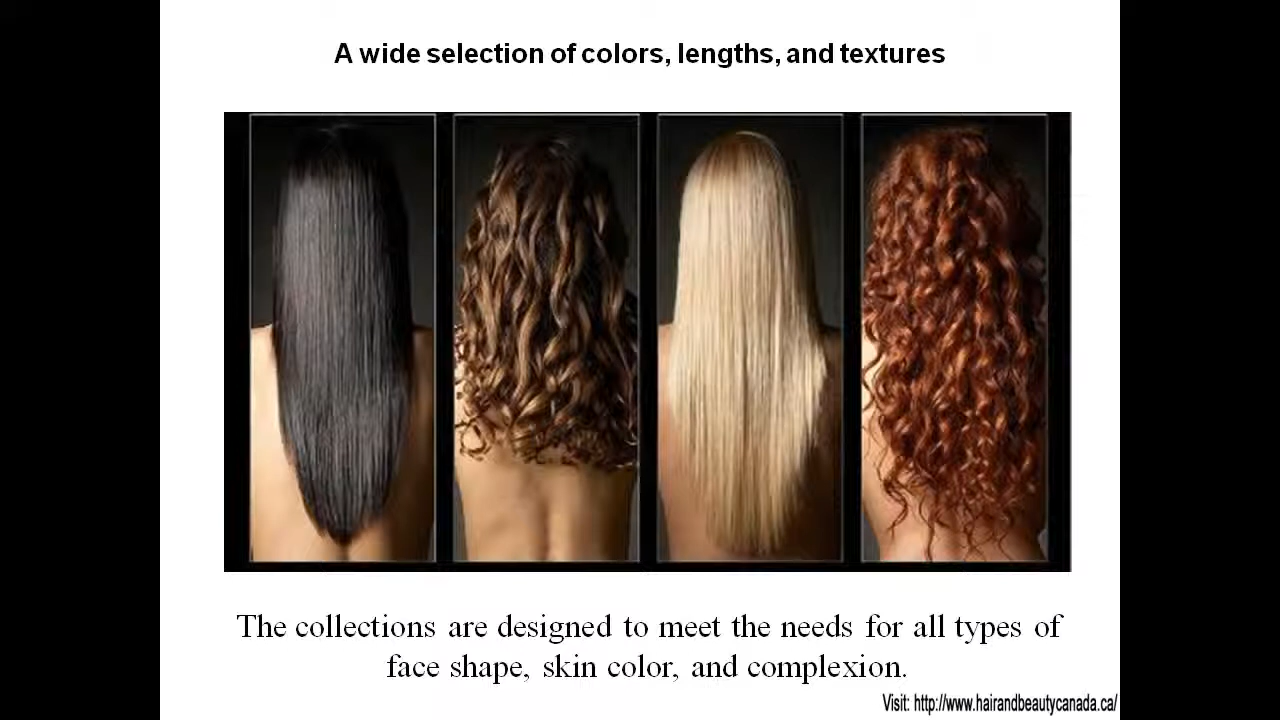 A wide selection of colors, lengths, and textures
The collections are designed to meet the needs for all types of
face shape, skin color, and complexion.
Visit: http://www.hairandbeautycanada.ca/